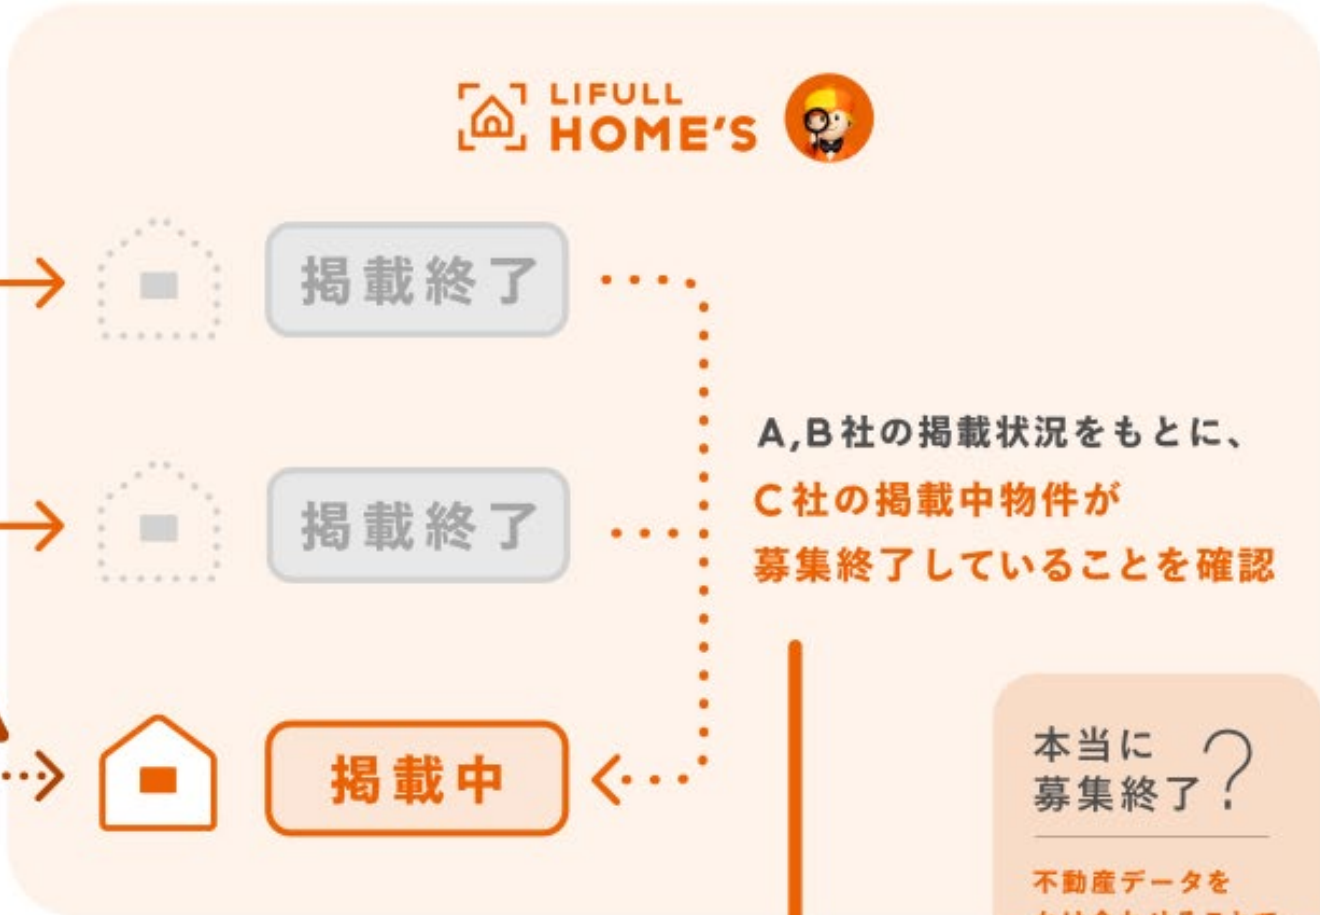 LIFULL
HOME'S
掲載終了
掲載終了
掲載中
A,B社の掲載状況をもとに、
C社の掲載中物件が
募集終了していることを確認
本当に
募集終了?
不動産データを